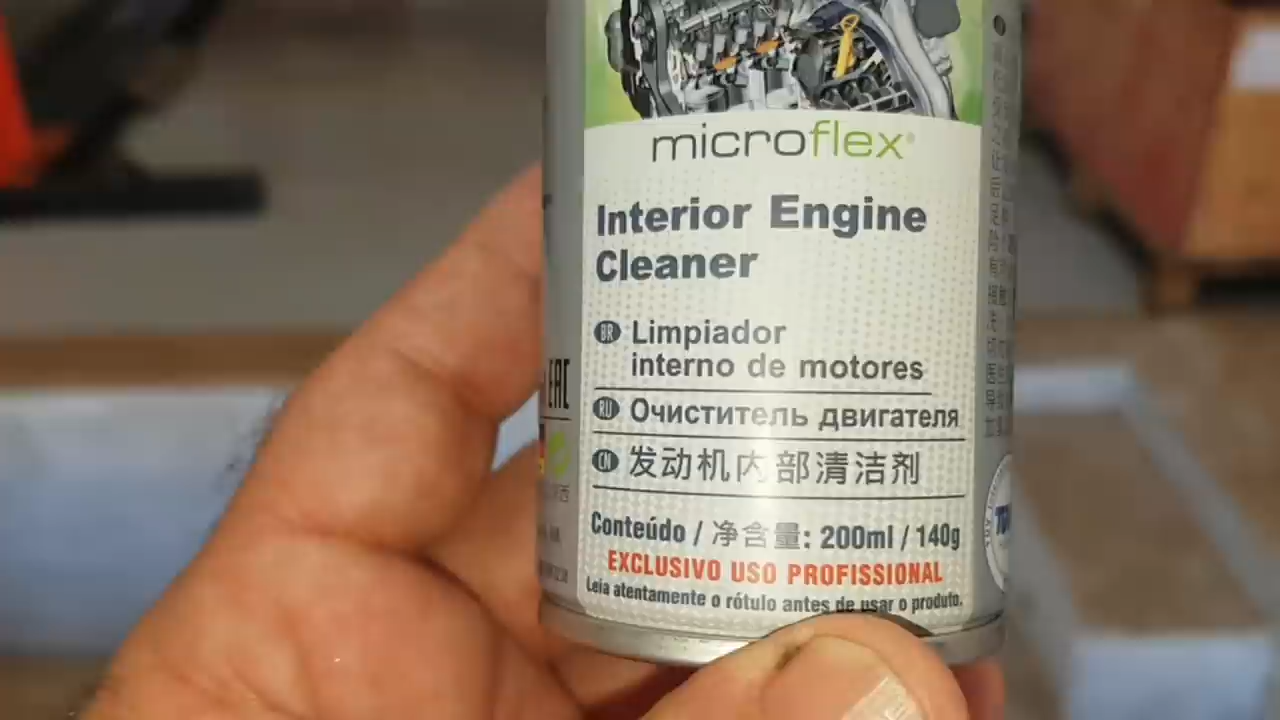 microflex®
Interior Engine
Cleaner
BR Limpiador
interno de motores
RU Очиститель двигателя
CN 发动机内部清洁剂
Conteúdo / 净含量: 200ml / 140g
EXCLUSIVO USO PROFISSIONAL
Leia atentamente o rótulo antes de usar o produto.
EAC